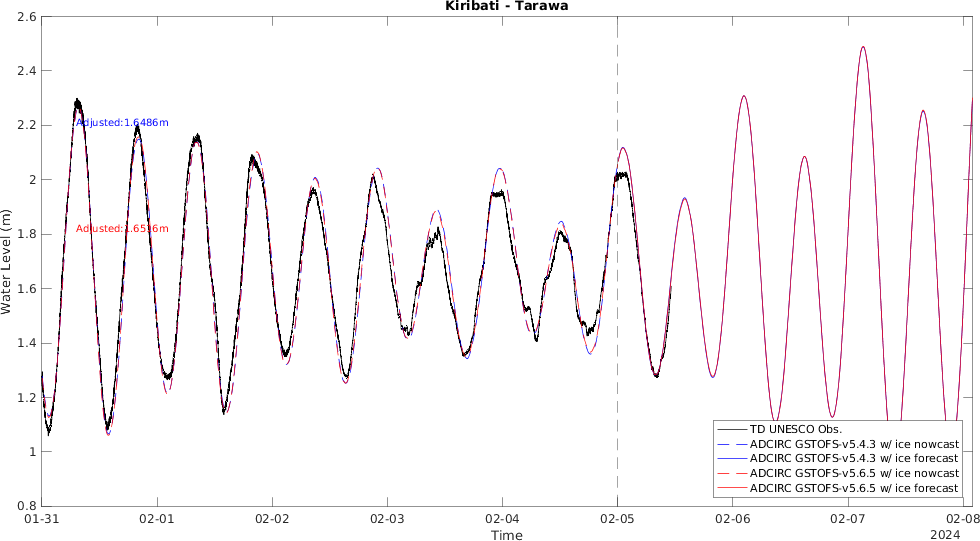 Kiribati - Tarawa
2.6
2.4
2.2
2
1.8
1.6
1.4
1.2
1
0.8
Water Level (m)
Adjusted:1.6486m
TD UNESCO Obs.
ADCIRC GSTOFS-v5.4.3 w/ ice nowcast
ADCIRC GSTOFS-v5.4.3 w/ ice forecast
ADCIRC GSTOFS-v5.6.5 w/ ice nowcast
ADCIRC GSTOFS-v5.6.5 w/ ice forecast
01-31 02-01 02-02 02-03 02-04 02-05 02-06 02-07 02-08
Time
2024